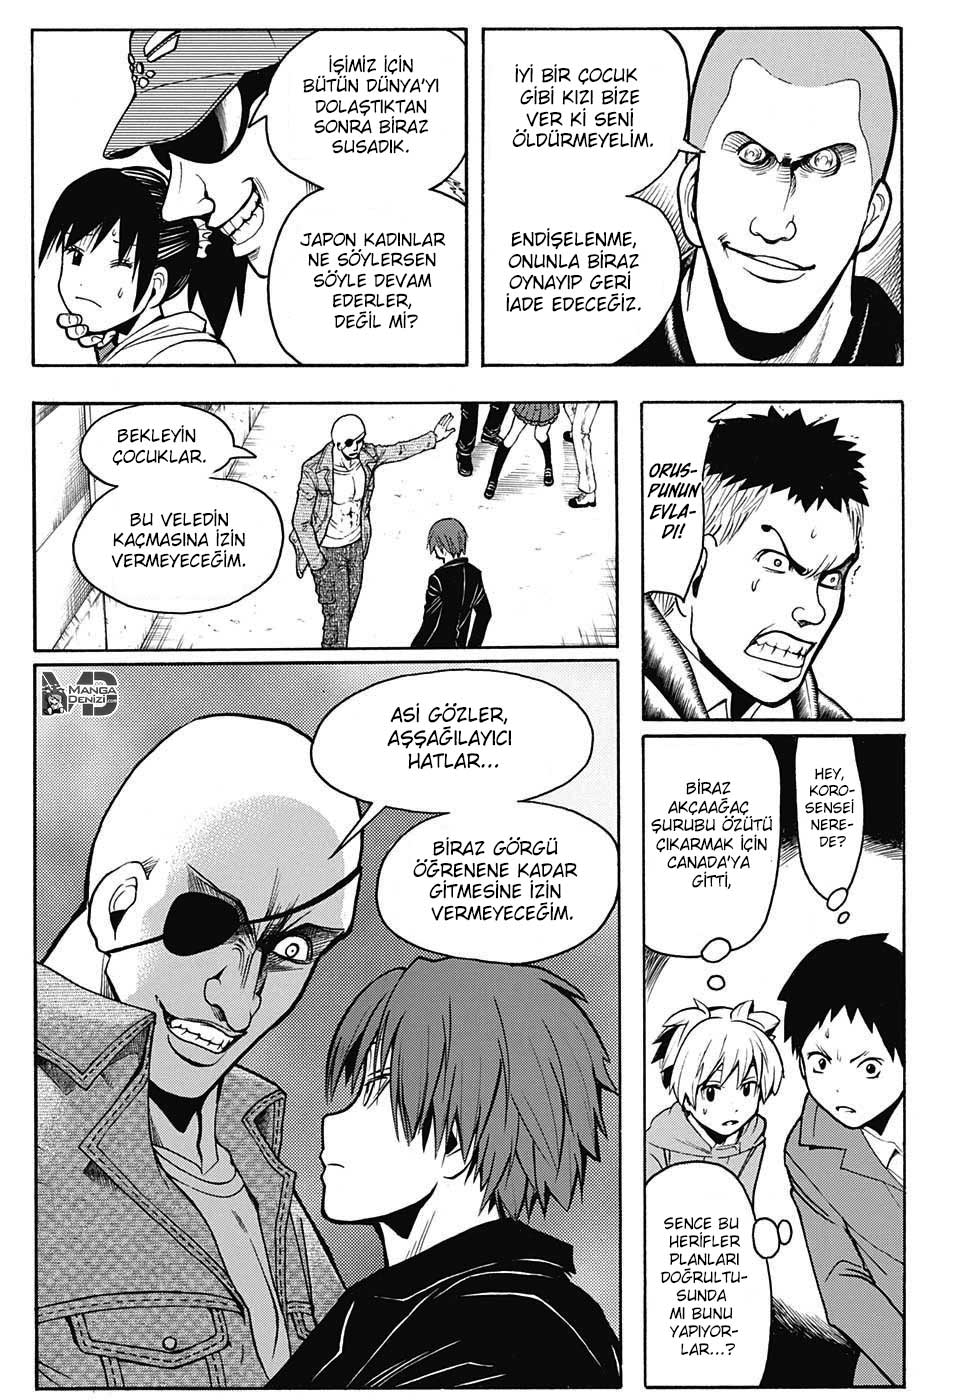 İYİ BİR ÇOCUK
GİBİ KIZI BİZE
VER Kİ SENİ
ÖLDÜRMEYELİM.
ENDİŞELENME,
ONUNLA BİRAZ
OYNAYIP GERİ
İADE EDECEĞİZ.
İŞİMİZ İÇİN
BÜTÜN DÜNYA'YI
DOLAŞTIKTAN
SONRA BİRAZ
SUSADIK.
JAPON KADINLAR
NE SÖYLERSEN
SÖYLE DEVAM
EDERLER,
DEĞİL Mİ?
ORUS-
PUNUN
EVLA-
DI!
BEKLEYİN
ÇOCUKLAR.
BU VELEDİN
KAÇMASINA İZİN
VERMEYECEĞİM.
HEY,
KORO-
SENSEİ
NERE-
DE?
BİRAZ
AKÇAAĞAÇ
ŞURUBU ÖZÜTÜ
ÇIKARMAK İÇİN
CANADA'YA
GİTTİ,
SENCE BU
HERİFLER
PLANLARI
DOĞRULTU-
SUNDA
MI BUNU
YAPIYOR-
LAR...?
ASİ GÖZLER,
AŞŞAĞILAYICI
HATLAR...
BİRAZ GÖRGÜ
ÖĞRENENE KADAR
GİTMESİNE İZİN
VERMEYECEĞİM.
MD
MANGA
DENİZİ